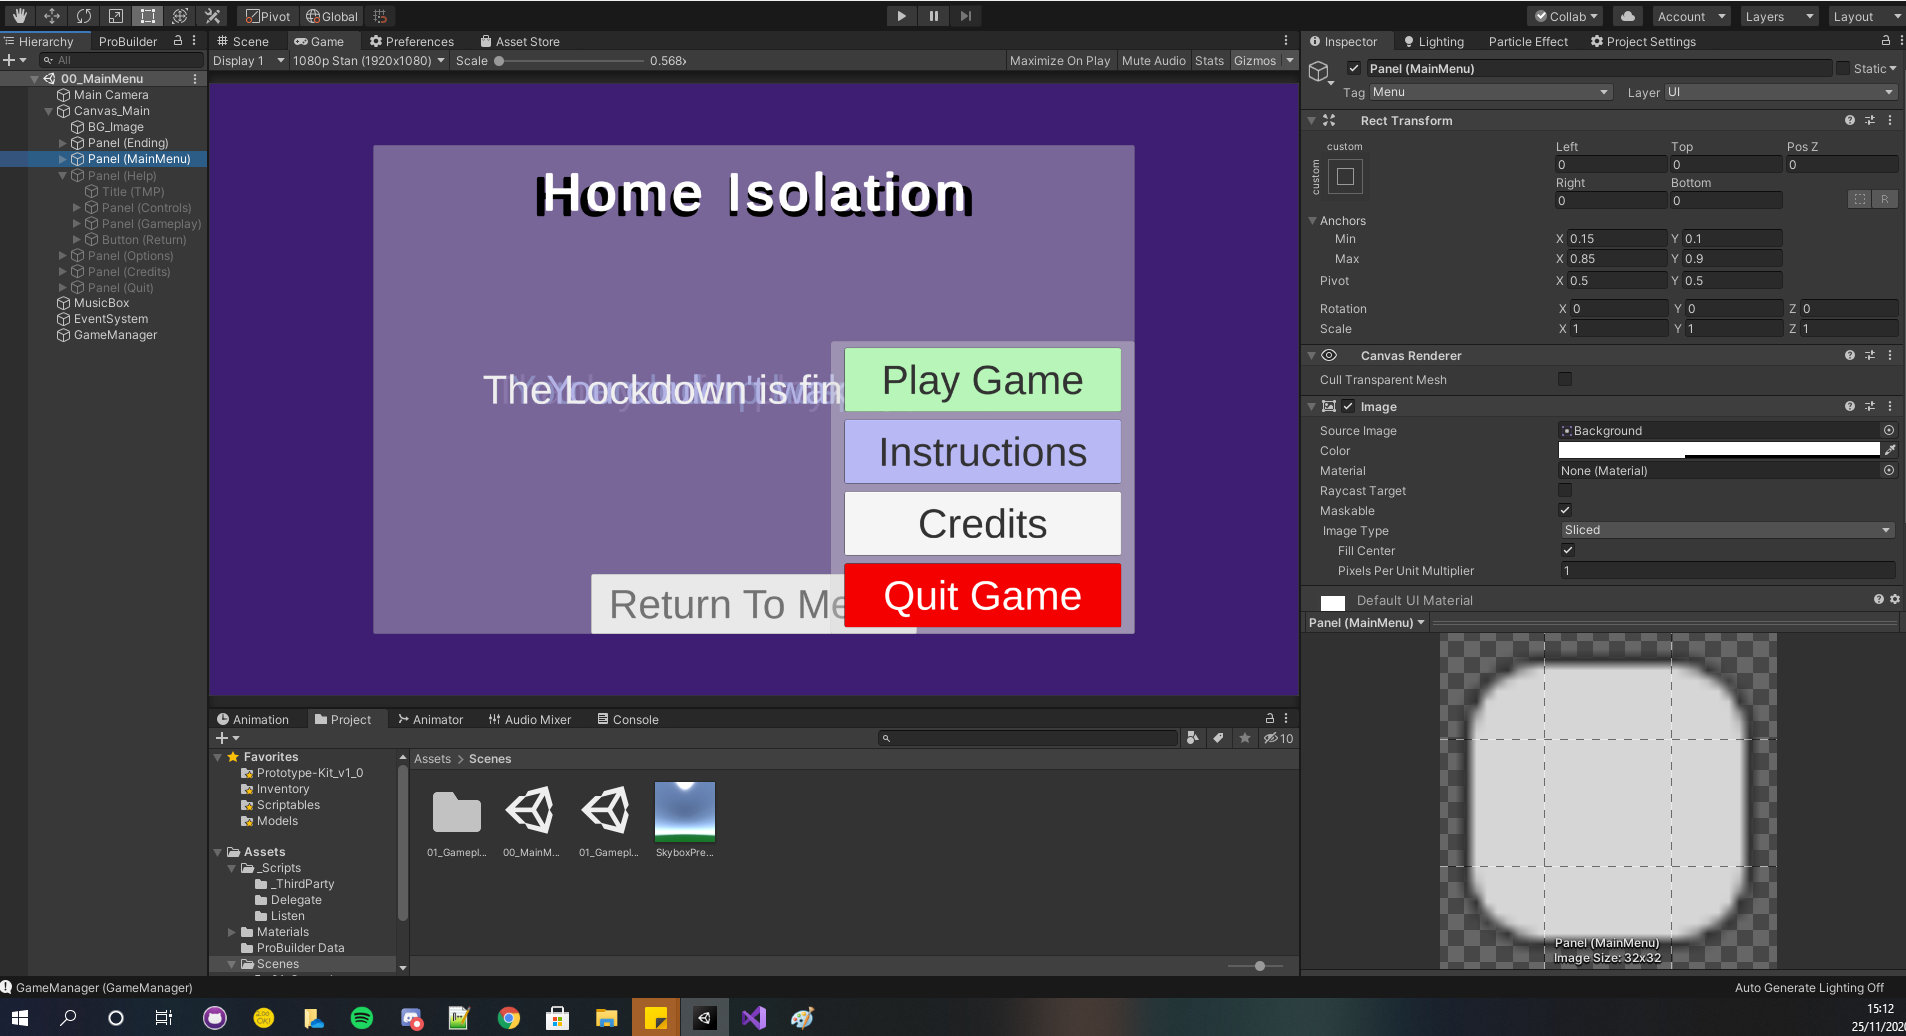 Pivot Global Collab Account Layers Layout
Hierarchy ProBuilder
All
00_MainMenu
Main Camera
Canvas_Main
BG_Image
Panel (Ending)
Panel (MainMenu)
Panel (Help)
Title (TMP)
Panel (Controls)
Panel (Gameplay)
Button (Return)
Panel (Options)
Panel (Credits)
Panel (Quit)
MusicBox
EventSystem
GameManager
Scene Game Preferences Asset Store
Display 1 1080p Stan (1920x1080) Scale 0.568x Maximize On Play Mute Audio Stats Gizmos
Home Isolation
The Lockdown is fin
Play Game
Instructions
Credits
Return To Me
Quit Game
Animation Project Animator Audio Mixer Console
10
Favorites
Prototype-Kit_v1_0
Inventory
Scriptables
Models
Assets
_Scripts
_ThirdParty
Delegate
Listen
Materials
ProBuilder Data
Scenes
Assets > Scenes
01_Gamepl... 00_MainM... 01_Gamepl... SkyboxPre...
Inspector Lighting Particle Effect Project Settings
Panel (MainMenu) Static
Tag Menu Layer UI
Rect Transform
custom
custom
Left Top Pos Z
0 0 0
Right Bottom
0 0
R
Anchors
Min X 0.15 Y 0.1
Max X 0.85 Y 0.9
Pivot X 0.5 Y 0.5
Rotation X 0 Y 0 Z 0
Scale X 1 Y 1 Z 1
Canvas Renderer
Cull Transparent Mesh
Image
Source Image Background
Color
Material None (Material)
Raycast Target
Maskable
Image Type Sliced
Fill Center
Pixels Per Unit Multiplier 1
Default UI Material
Panel (MainMenu)
Panel (MainMenu)
Image Size: 32x32
GameManager (GameManager) Auto Generate Lighting Off
15:12
25/11/202